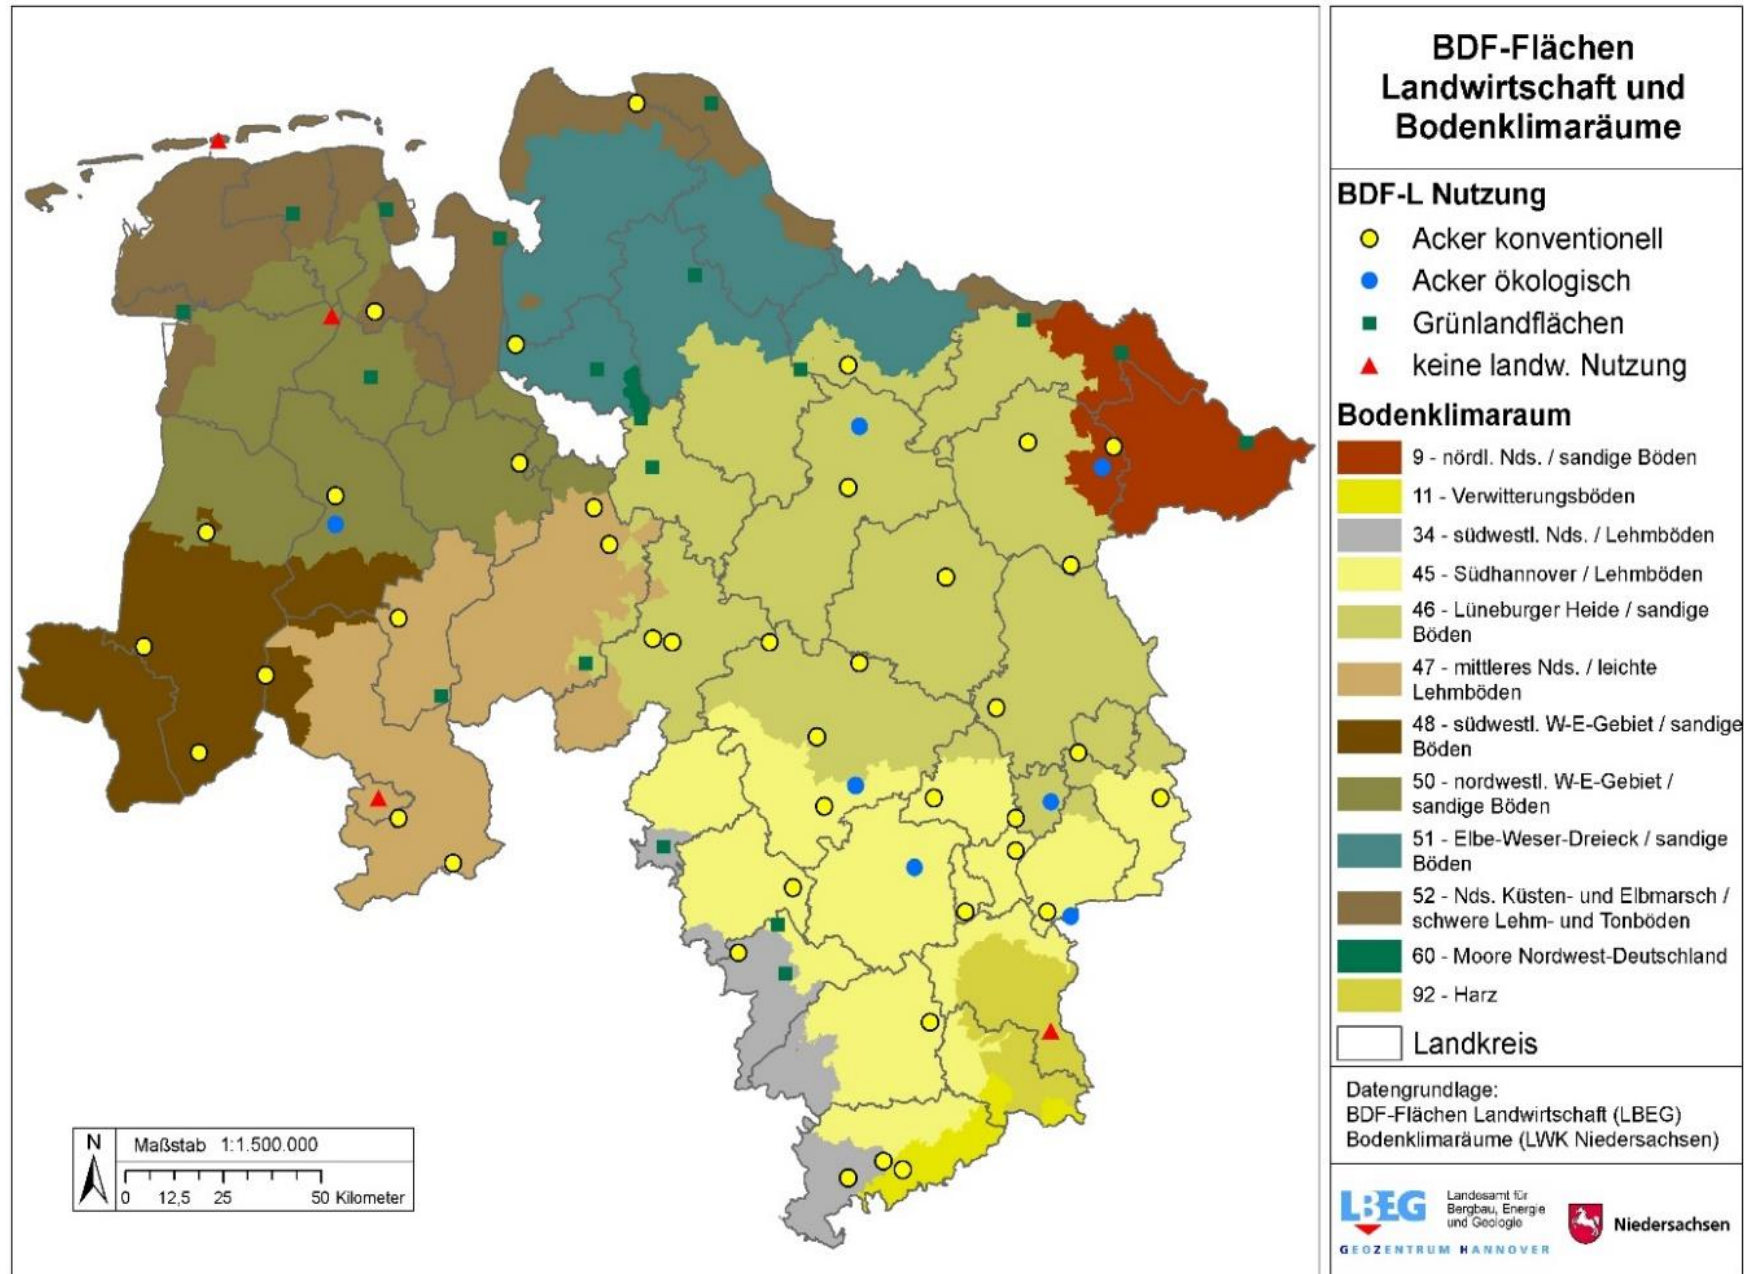 BDF-Flächen
Landwirtschaft und
Bodenklimaräume
BDF-L Nutzung
Acker konventionell
Acker ökologisch
Grünlandflächen
keine landw. Nutzung
Bodenklimaraum
9 - nördl. Nds. / sandige Böden
11 - Verwitterungsböden
34 - südwestl. Nds. / Lehmböden
45 - Südhannover / Lehmböden
46 - Lüneburger Heide / sandige
Böden
47 - mittleres Nds. / leichte
Lehmböden
48 - südwestl. W-E-Gebiet / sandige
Böden
50 - nordwestl. W-E-Gebiet /
sandige Böden
51 - Elbe-Weser-Dreieck / sandige
Böden
52 - Nds. Küsten- und Elbmarsch /
schwere Lehm- und Tonböden
60 - Moore Nordwest-Deutschland
92 - Harz
Landkreis
Datengrundlage:
BDF-Flächen Landwirtschaft (LBEG)
Bodenklimaräume (LWK Niedersachsen)
LBEG
Landesamt für
Bergbau, Energie
und Geologie
GEOZENTRUM HANNOVER
Niedersachsen
N
Maßstab 1:1.500.000
0 12,5 25 50 Kilometer